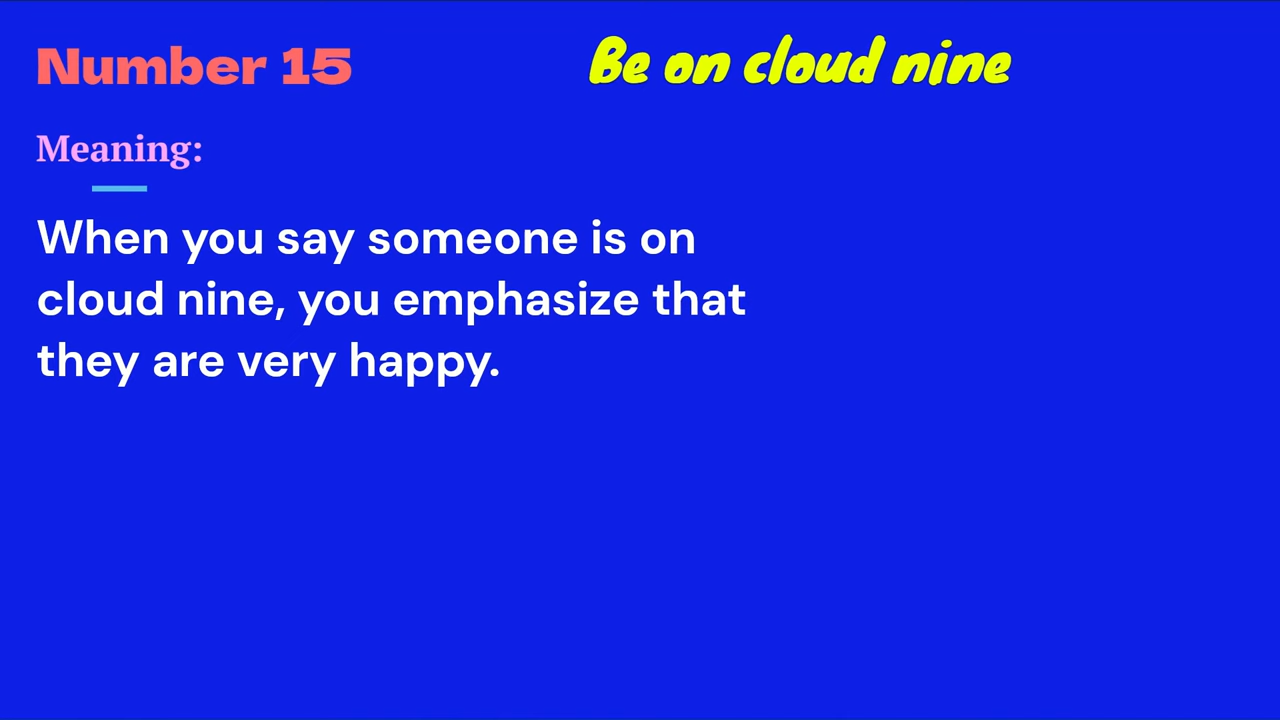 Number 15
Be on cloud nine
Meaning:
When you say someone is on
cloud nine, you emphasize that
they are very happy.